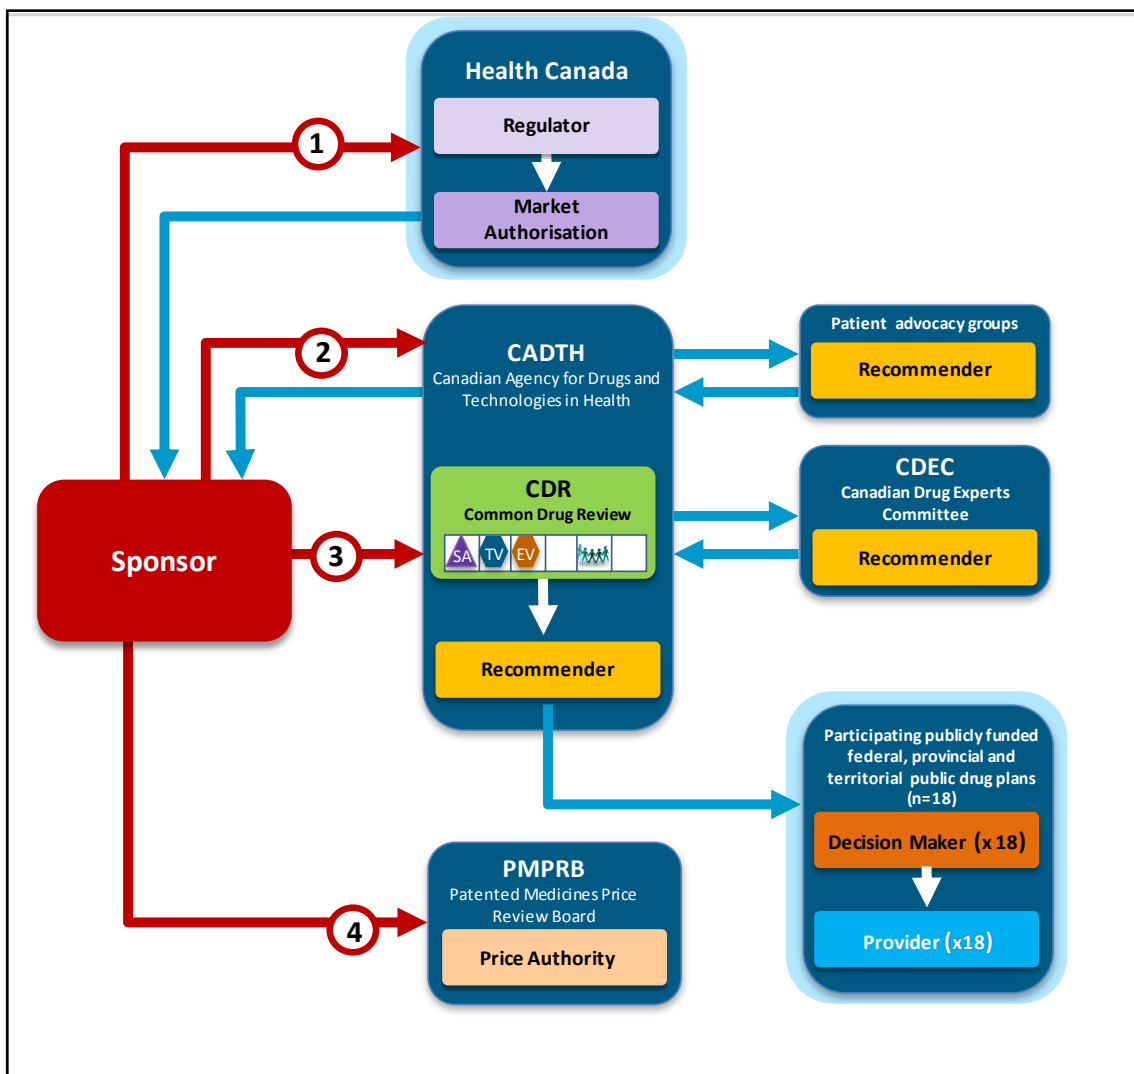 Health Canada
Regulator
1
Market
Authorisation
2
CADTH
Canadian Agency for Drugs and
Technologies in Health
Patient advocacy groups
Recommender
CDR
Common Drug Review
SA TV EV
CDEC
Canadian Drug Experts
Committee
Recommender
Sponsor
3
Recommender
Participating publicly funded
federal, provincial and
territorial public drug plans
(n=18)
Decision Maker (x 18)
Provider (x18)
PMPRB
Patented Medicines Price
Review Board
4
Price Authority